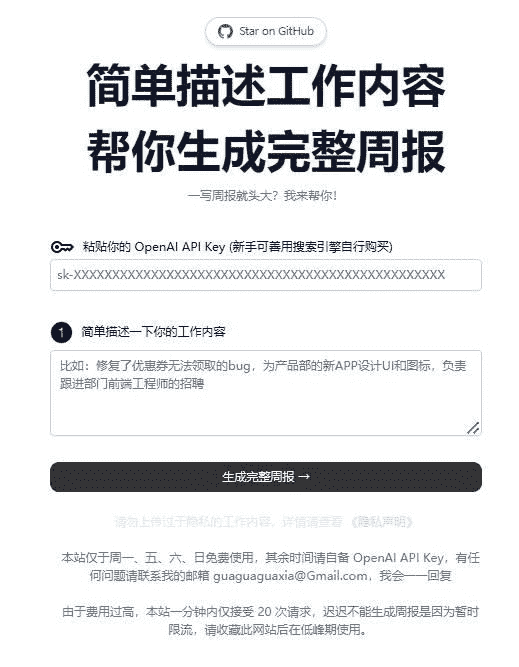 Star on GitHub
简单描述工作内容
帮你生成完整周报
一写周报就头大？我来帮你！
粘贴你的 OpenAI API Key (新手可善用搜索引擎自行购买)
sk-XXXXXXXXXXXXXXXXXXXXXXXXXXXXXXXXXXXXXXXXXXXXXXXX
1 简单描述一下你的工作内容
比如：修复了优惠券无法领取的bug，为产品部的新APP设计UI和图标，负责
跟进部门前端工程师的招聘
生成完整周报 →
请勿上传过于隐私的工作内容、详情请查看 《隐私声明》
本站仅于周一、五、六、日免费使用，其余时间请自备 OpenAI API Key，有任
何问题请联系我的邮箱 guaguaguaxia@Gmail.com，我会一一回复
由于费用过高，本站一分钟内仅接受 20 次请求，迟迟不能生成周报是因为暂时
限流，请收藏此网站后在低峰期使用。